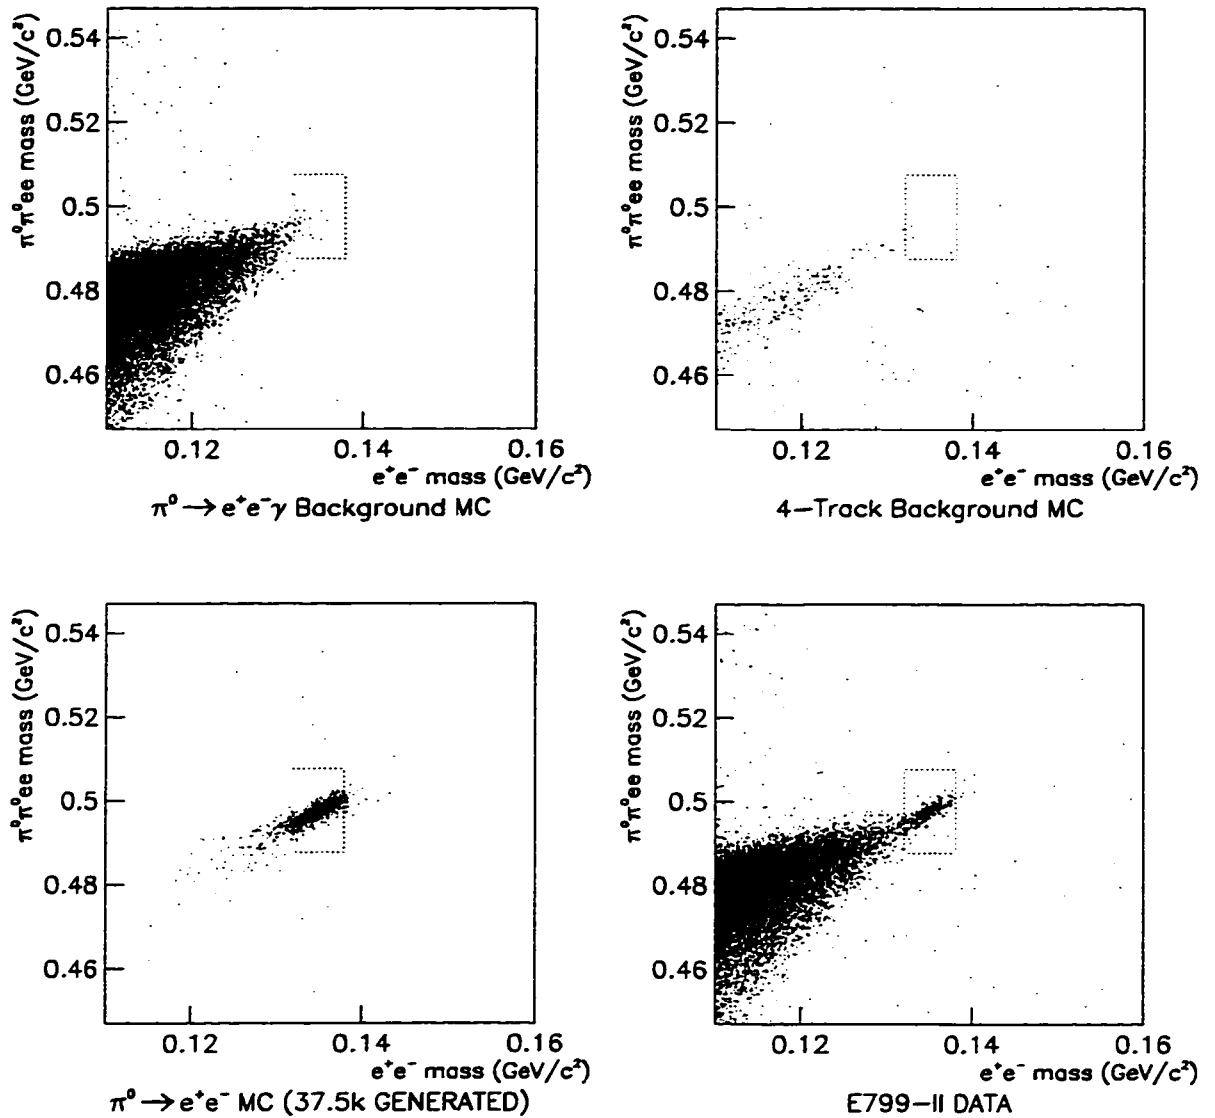 π⁰π⁰ee mass (GeV/c²)
0.54
0.52
0.5
0.48
0.46
0.12
0.14
0.16
e⁺e⁻ mass (GeV/c²)
π⁰ → e⁺e⁻γ Background MC
π⁰π⁰ee mass (GeV/c²)
0.54
0.52
0.5
0.48
0.46
0.12
0.14
0.16
e⁺e⁻ mass (GeV/c²)
4-Track Background MC
π⁰π⁰ee mass (GeV/c²)
0.54
0.52
0.5
0.48
0.46
0.12
0.14
0.16
e⁺e⁻ mass (GeV/c²)
π⁰ → e⁺e⁻ MC (37.5k GENERATED)
π⁰π⁰ee mass (GeV/c²)
0.54
0.52
0.5
0.48
0.46
0.12
0.14
0.16
e⁺e⁻ mass (GeV/c²)
E799-II DATA